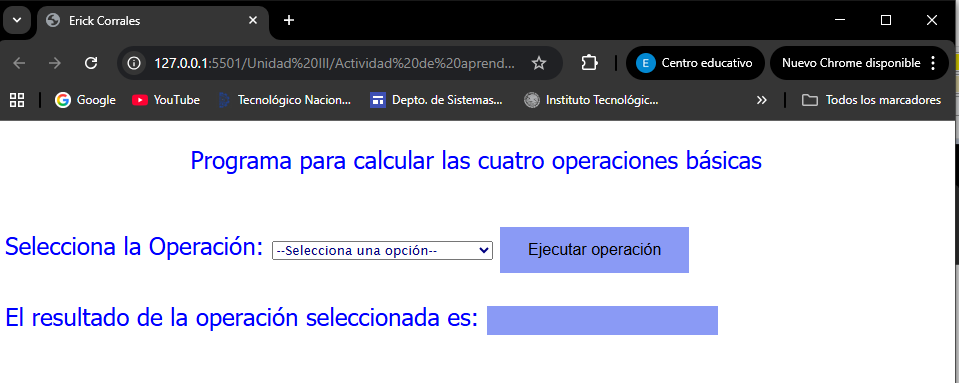 Erick Corrales
127.0.0.1:5501/Unidad%20III/Actividad%20de%20aprend...
E Centro educativo
Nuevo Chrome disponible
Google
YouTube
Tecnológico Nacion...
Depto. de Sistemas...
Instituto Tecnológic...
Todos los marcadores
Programa para calcular las cuatro operaciones básicas
Selecciona la Operación: --Selecciona una opción-- Ejecutar operación
El resultado de la operación seleccionada es: